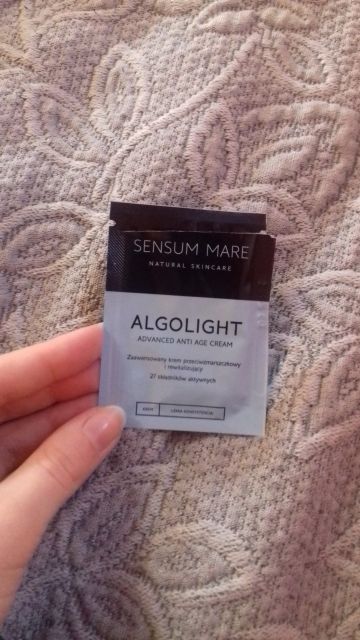 SENSUM MARE
NATURAL SKINCARE
ALGOLIGHT
ADVANCED ANTI AGE CREAM
Zaawansowany krem przeciwzmarszczkowy
i rewitalizujący
27 składników aktywnych
KREM LEKKA KONSYSTENCJA